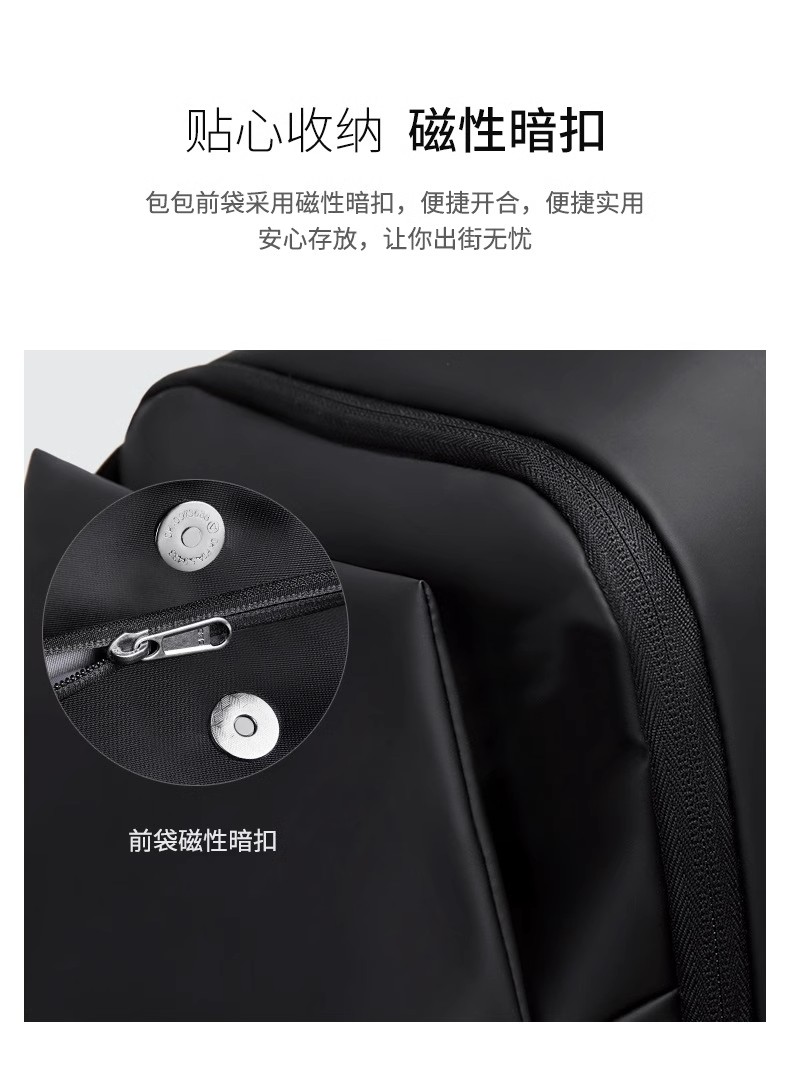 贴心收纳 磁性暗扣
包包前袋采用磁性暗扣，便捷开合，便捷实用
安心存放，让你出街无忧
前袋磁性暗扣